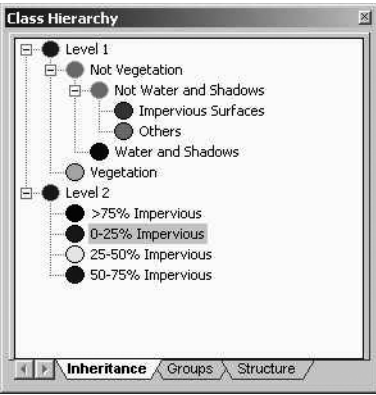 Class Hierarchy
Level 1
Not Vegetation
Not Water and Shadows
Impervious Surfaces
Others
Water and Shadows
Vegetation
Level 2
>75% Impervious
0-25% Impervious
25-50% Impervious
50-75% Impervious
Inheritance Groups Structure